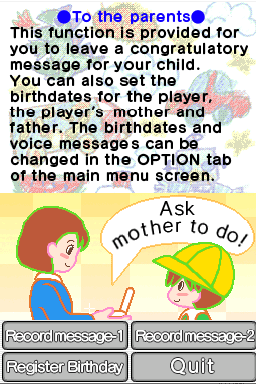 ●To the parents●
This function is provided for
you to leave a congratulatory
message for your child.
You can also set the
birthdates for the player,
the player's mother and
father. The birthdates and
voice messages can be
changed in the OPTION tab
of the main menu screen.
Ask
mother to do!
Record message-1
Record message-2
Register Birthday
Quit